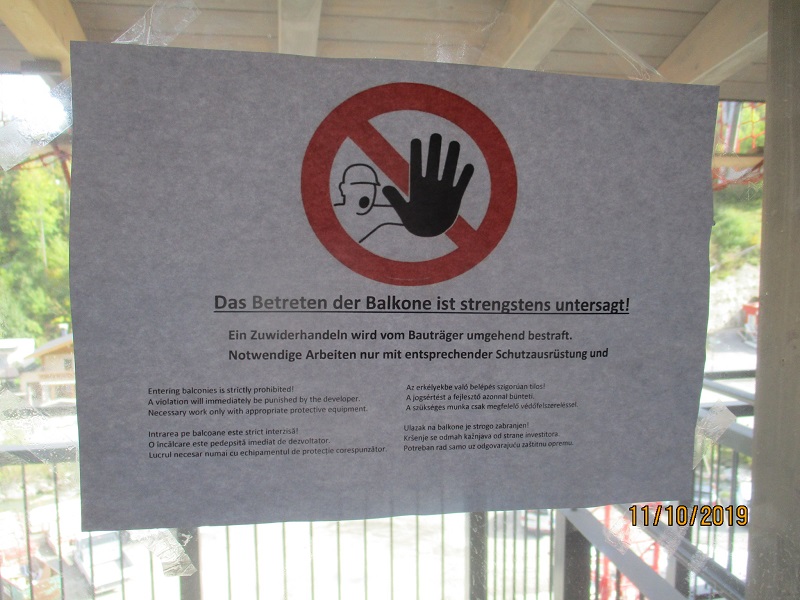 Das Betreten der Balkone ist strengstens untersagt!
Ein Zuwiderhandeln wird vom Bauträger umgehend bestraft.
Notwendige Arbeiten nur mit entsprechender Schutzausrüstung und
Entering balconies is strictly prohibited!
A violation will immediately be punished by the developer.
Necessary work only with appropriate protective equipment.
Intrarea pe balcoane este strict interzisă!
O încălcare este pedepsită imediat de dezvoltator.
Lucrul necesar numai cu echipamentul de protecție corespunzător.
Az erkélyekbe való belépés szigorúan tilos!
A jogsértést a fejlesztő azonnal bünteti.
A szükséges munka csak megfelelő védőfelszereléssel.
Ulazak na balkone je strogo zabranjen!
Kršenje se odmah kažnjava od strane investitora.
Potreban rad samo uz odgovarajuću zaštitnu opremu.
11/10/2019